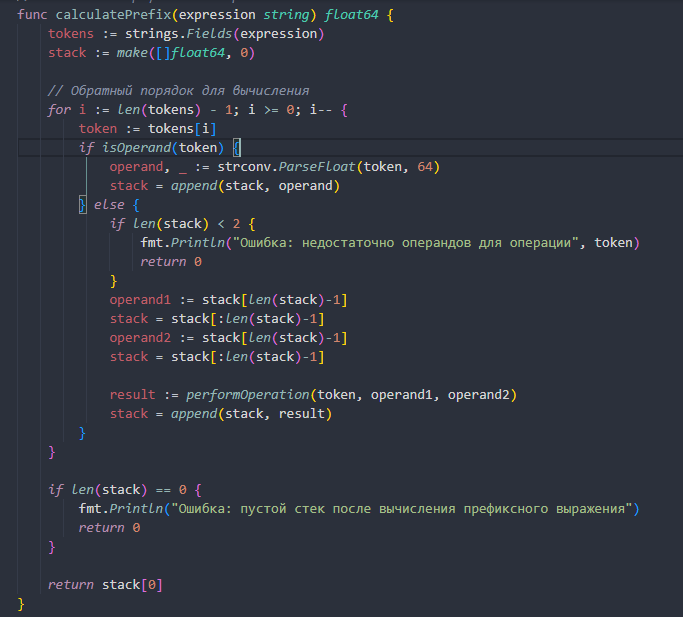 func calculatePrefix(expression string) float64 {
    tokens := strings.Fields(expression)
    stack := make([]float64, 0)

    // Обратный порядок для вычисления
    for i := len(tokens) - 1; i >= 0; i-- {
        token := tokens[i]
        if isOperand(token) {
            operand, _ := strconv.ParseFloat(token, 64)
            stack = append(stack, operand)
        } else {
            if len(stack) < 2 {
                fmt.Println("Ошибка: недостаточно операндов для операции", token)
                return 0
            }
            operand1 := stack[len(stack)-1]
            stack = stack[:len(stack)-1]
            operand2 := stack[len(stack)-1]
            stack = stack[:len(stack)-1]

            result := performOperation(token, operand1, operand2)
            stack = append(stack, result)
        }
    }

    if len(stack) == 0 {
        fmt.Println("Ошибка: пустой стек после вычисления префиксного выражения")
        return 0
    }

    return stack[0]
}